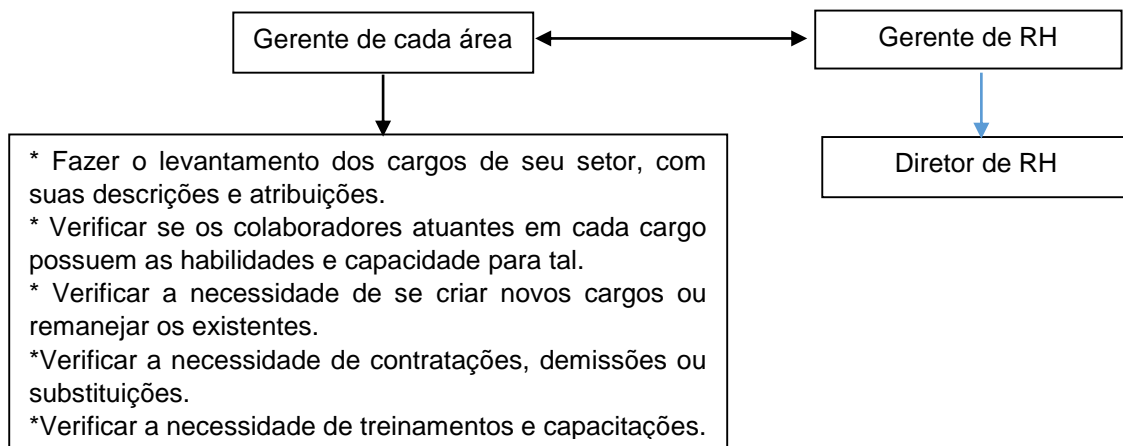 Gerente de cada área
Gerente de RH
Diretor de RH
* Fazer o levantamento dos cargos de seu setor, com
suas descrições e atribuições.
* Verificar se os colaboradores atuantes em cada cargo
possuem as habilidades e capacidade para tal.
* Verificar a necessidade de se criar novos cargos ou
remanejar os existentes.
*Verificar a necessidade de contratações, demissões ou
substituições.
*Verificar a necessidade de treinamentos e capacitações.